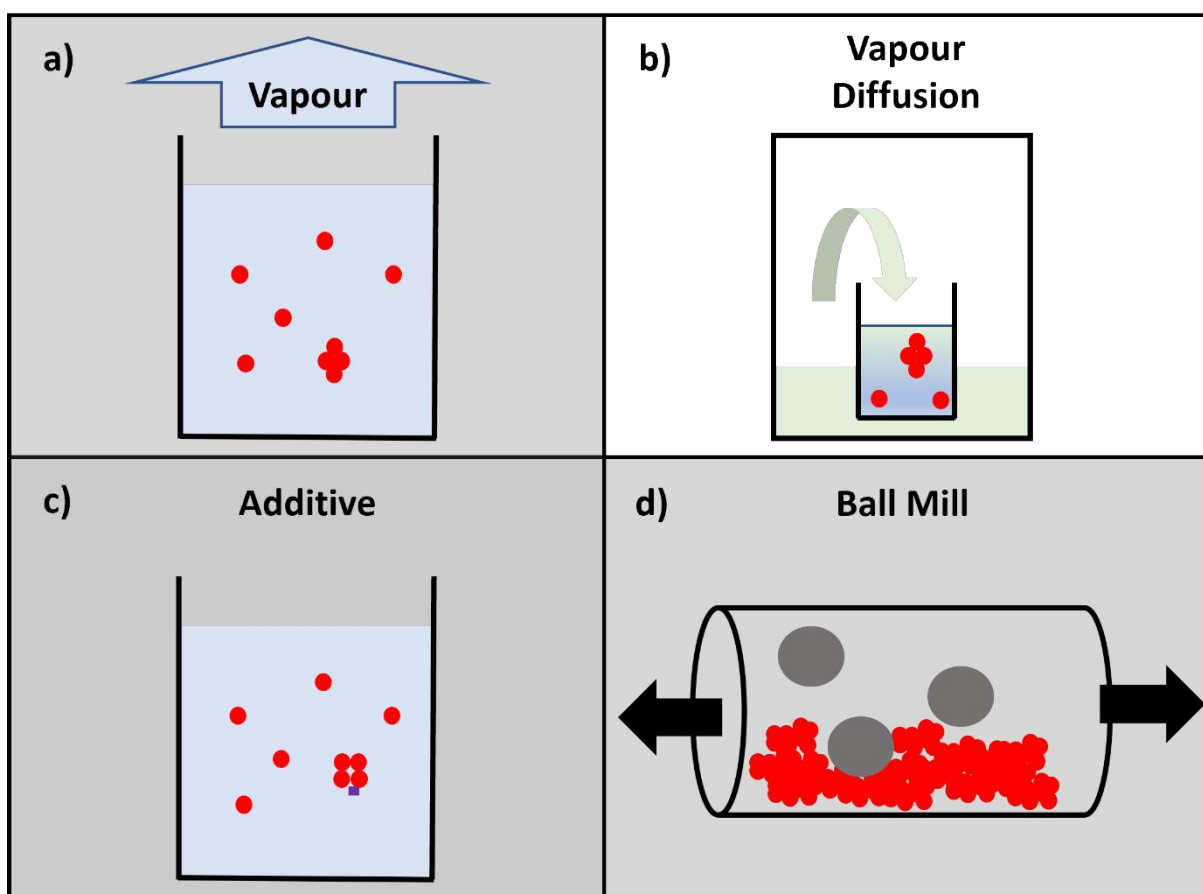 a)
Vapour
b)
Vapour
Diffusion
c)
Additive
d)
Ball Mill